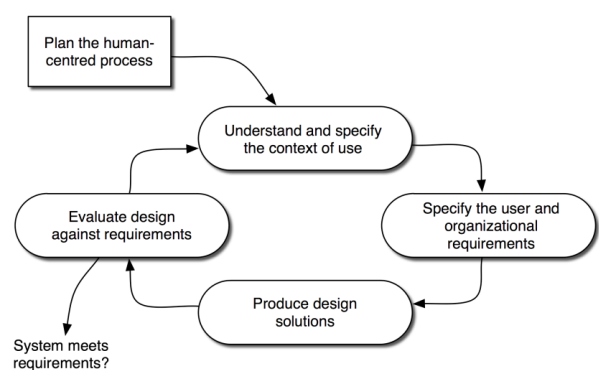 Plan the human-
centred process
Understand and specify
the context of use
Specify the user and
organizational
requirements
Produce design
solutions
Evaluate design
against requirements
System meets
requirements?